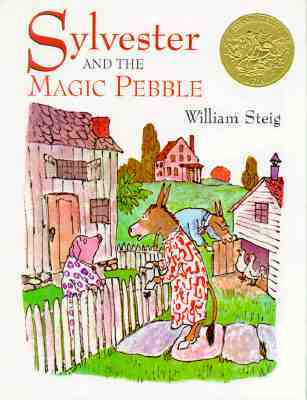 Sylvester
AND THE
MAGIC PEBBLE
William Steig